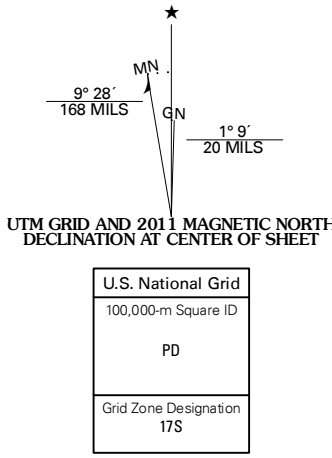 ★
MN
9° 28´
168 MILS
GN
1° 9´
20 MILS
UTM GRID AND 2011 MAGNETIC NORTH
DECLINATION AT CENTER OF SHEET
U.S. National Grid
100,000-m Square ID
PD
Grid Zone Designation
17S